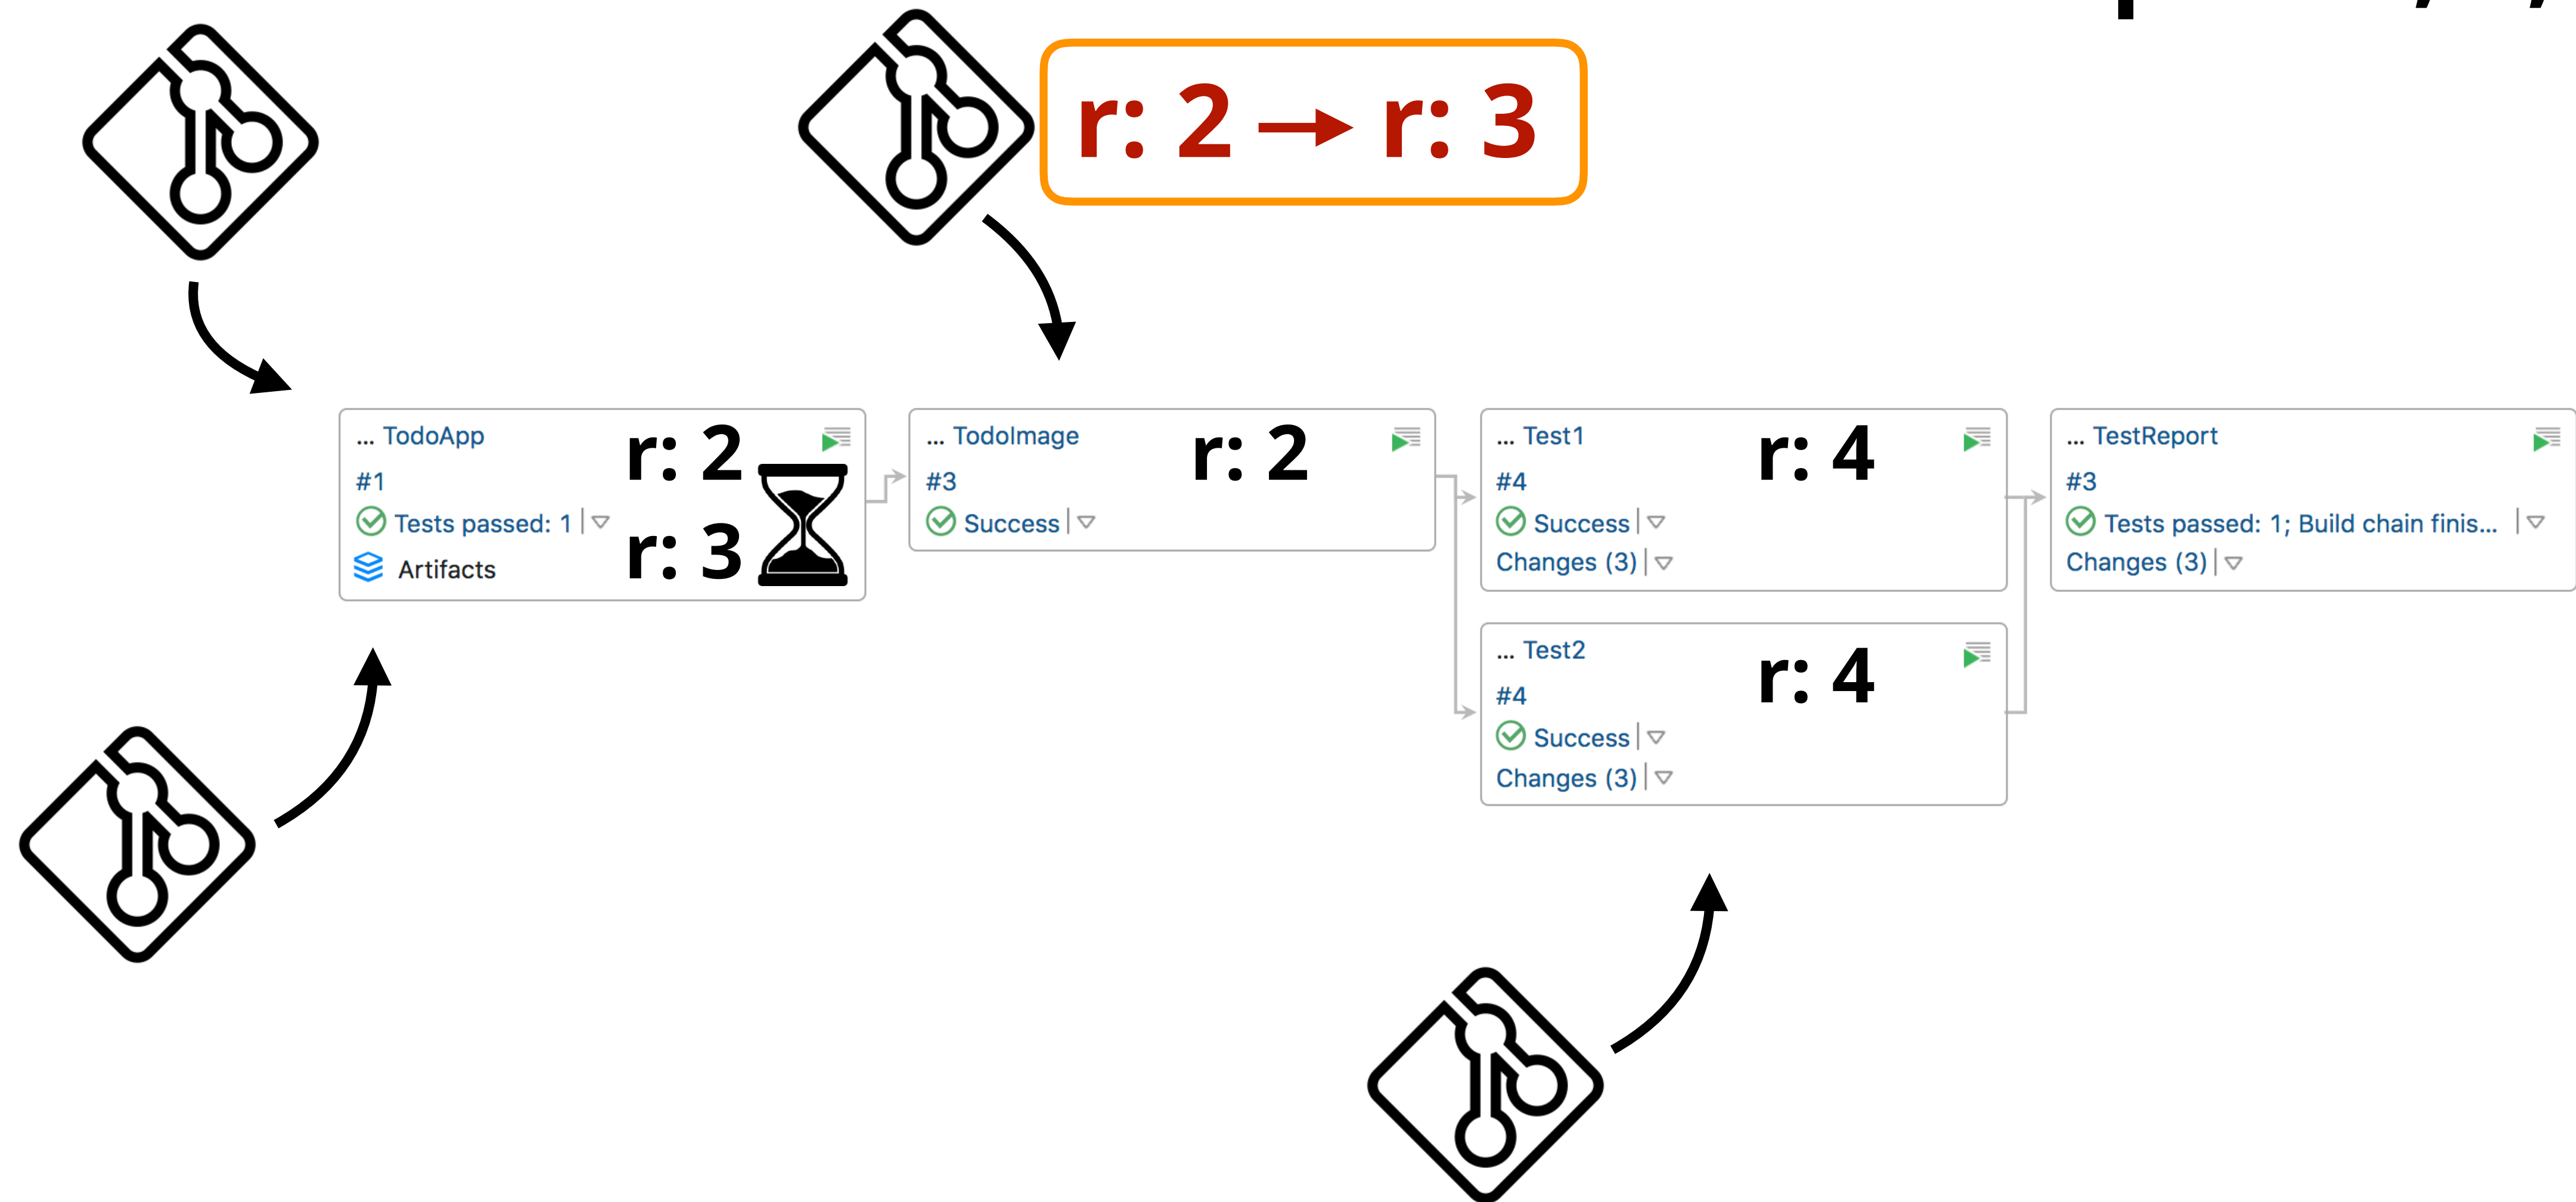 r: 2 → r: 3
... TodoApp
r: 2
#1
Tests passed: 1
r: 3
Artifacts
... TodoImage
r: 2
#3
Success
... Test1
r: 4
#4
Success
Changes (3)
... TestReport
#3
Tests passed: 1; Build chain finis...
Changes (3)
... Test2
r: 4
#4
Success
Changes (3)